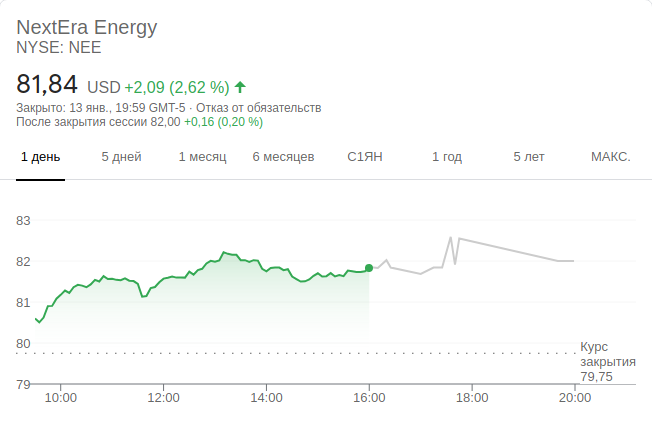 NextEra Energy
NYSE: NEE
81,84 USD +2,09 (2,62 %)
Закрыто: 13 янв., 19:59 GMT-5 · Отказ от обязательств
После закрытия сессии 82,00 +0,16 (0,20 %)
1 день 5 дней 1 месяц 6 месяцев С1ЯН 1 год 5 лет МАКС.
83
82
81
80
Курс
закрытия
79,75
79
10:00 12:00 14:00 16:00 18:00 20:00